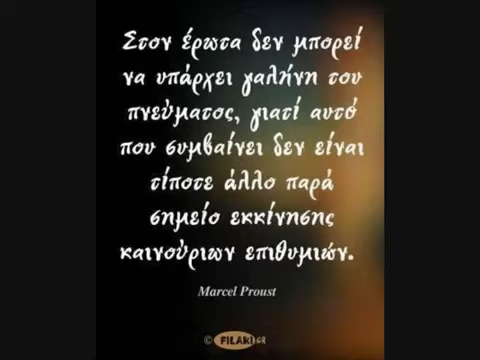 Στον έρωτα δεν μπορεί
να υπάρχει γαλήνη του
πνεύματος, γιατί αυτό
που συμβαίνει δεν είναι
τίποτε άλλο παρά
σημείο εκκίνησης
καινούριων επιθυμιών.
Marcel Proust
© FILAKI GR